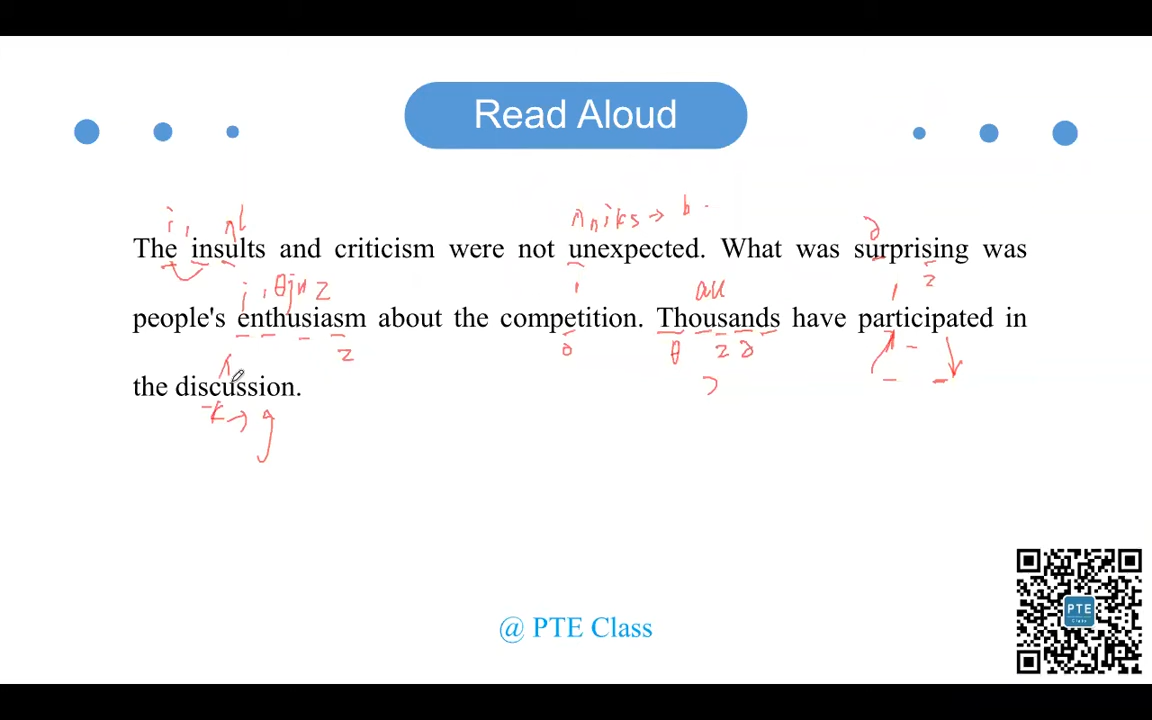 Read Aloud
The insults and criticism were not unexpected. What was surprising was
people's enthusiasm about the competition. Thousands have participated in
the discussion.
@ PTE Class
PTE
Class